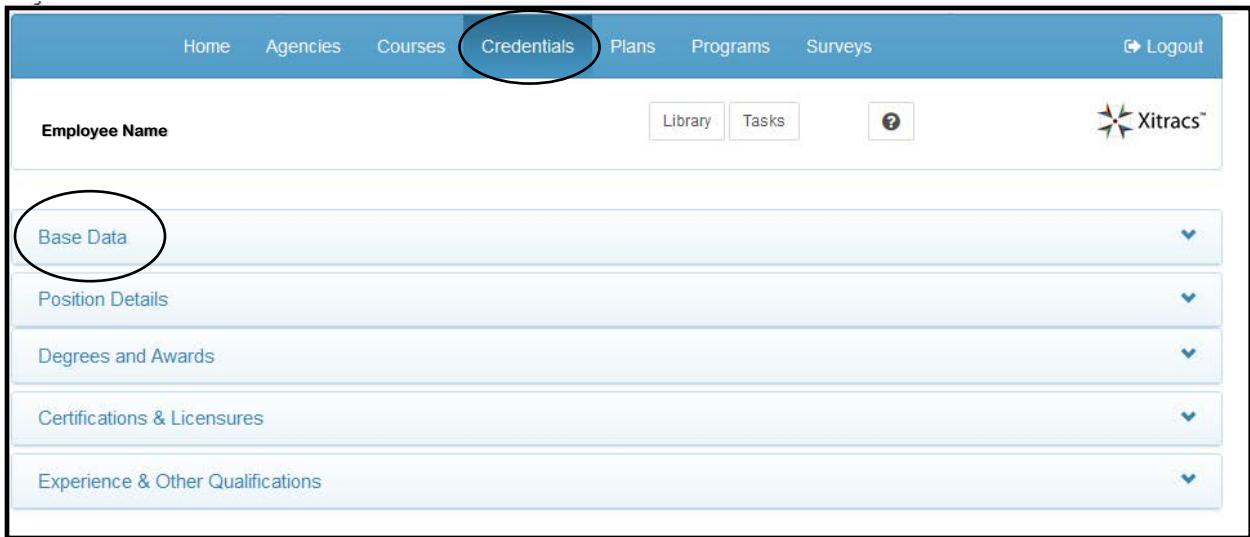 Home Agencies Courses Credentials Plans Programs Surveys Logout
Employee Name Library Tasks ? Xitracs™
Base Data
Position Details
Degrees and Awards
Certifications & Licensures
Experience & Other Qualifications